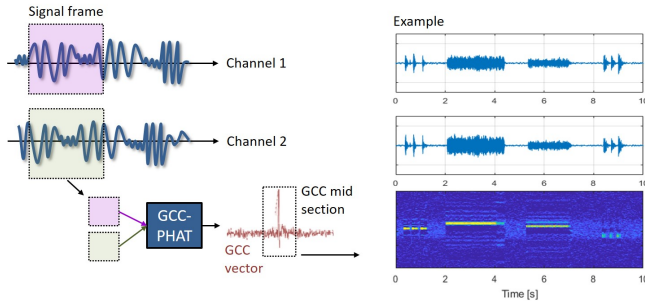 Signal frame
Channel 1
Channel 2
GCC-
PHAT
GCC
vector
GCC mid
section
Example
0 2 4 6 8 10
0 2 4 6 8 10
0 2 4 6 8 10
Time [s]